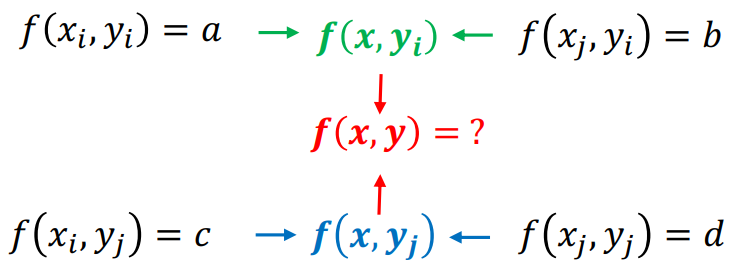 f(xᵢ, yᵢ) = a → f(x, yᵢ) ← f(xⱼ, yᵢ) = b
f(x, y) = ?
f(xᵢ, yⱼ) = c → f(x, yⱼ) ← f(xⱼ, yⱼ) = d